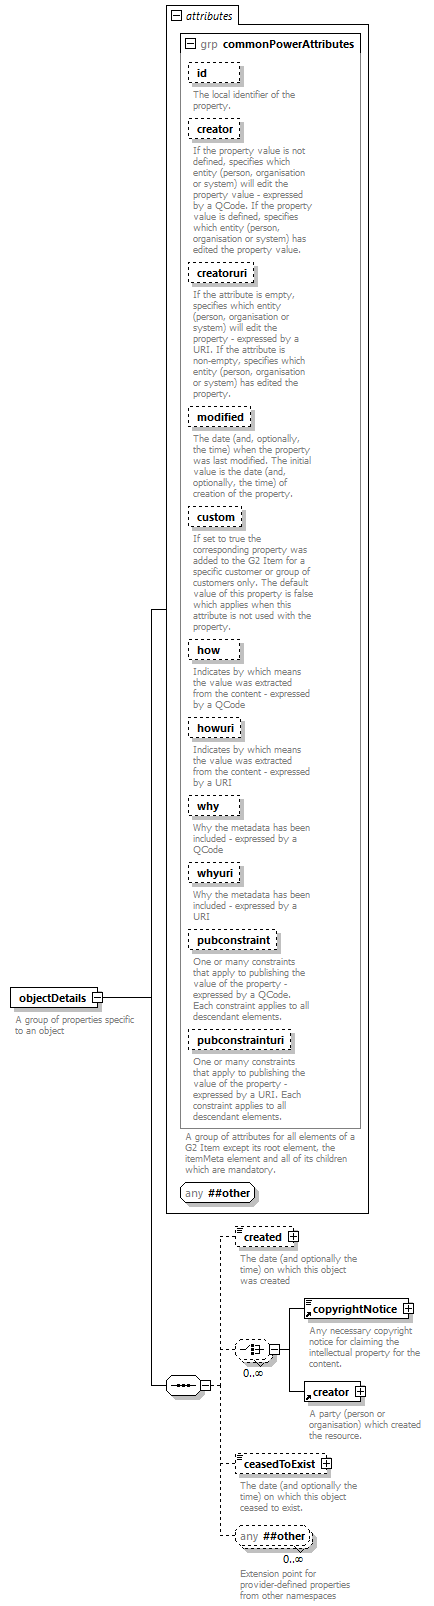 attributes
grp commonPowerAttributes
id
The local identifier of the
property.
creator
If the property value is not
defined, specifies which
entity (person, organisation
or system) will edit the
property value - expressed
by a QCode. If the property
value is defined, specifies
which entity (person,
organisation or system) has
edited the property value.
creatoruri
If the attribute is empty,
specifies which entity
(person, organisation or
system) will edit the
property - expressed by a
URI. If the attribute is
non-empty, specifies which
entity (person, organisation
or system) has edited the
property.
modified
The date (and, optionally,
the time) when the property
was last modified. The initial
value is the date (and,
optionally, the time) of
creation of the property.
custom
If set to true the
corresponding property was
added to the G2 Item for a
specific customer or group of
customers only. The default
value of this property is false
which applies when this
attribute is not used with the
property.
how
Indicates by which means
the value was extracted
from the content - expressed
by a QCode
howuri
Indicates by which means
the value was extracted
from the content - expressed
by a URI
why
Why the metadata has been
included - expressed by a
QCode
whyuri
Why the metadata has been
included - expressed by a
URI
pubconstraint
One or many constraints
that apply to publishing the
value of the property -
expressed by a QCode.
Each constraint applies to all
descendant elements.
pubconstrainturi
One or many constraints
that apply to publishing the
value of the property -
expressed by a URI. Each
constraint applies to all
descendant elements.
A group of attributes for all elements of a
G2 Item except its root element, the
itemMeta element and all of its children
which are mandatory.
any ##other
objectDetails
A group of properties specific
to an object
created
The date (and optionally the
time) on which this object
was created
0..∞
copyrightNotice
Any necessary copyright
notice for claiming the
intellectual property for the
content.
creator
A party (person or
organisation) which created
the resource.
ceasedToExist
The date (and optionally the
time) on which this object
ceased to exist.
any ##other
0..∞
Extension point for
provider-defined properties
from other namespaces